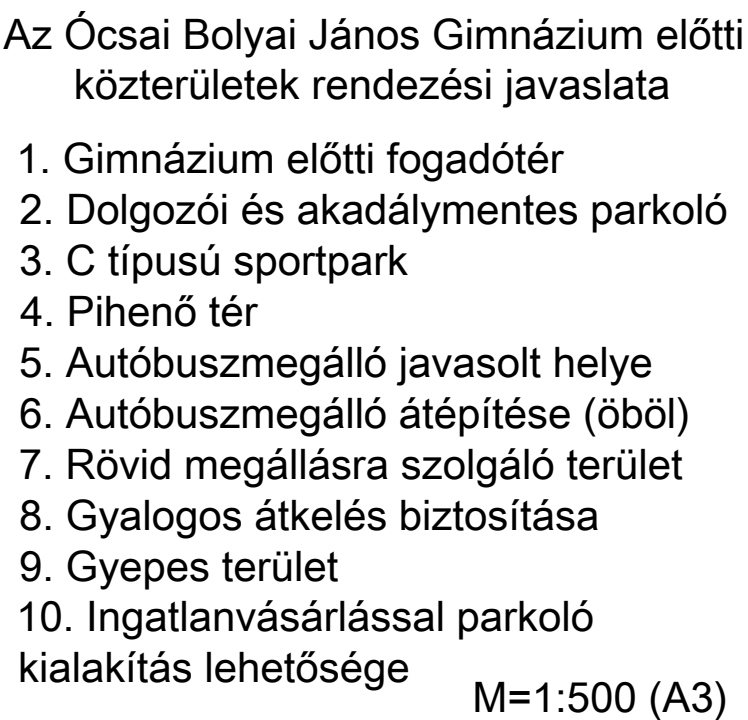 Az Ócsai Bolyai János Gimnázium előtti
közterületek rendezési javaslata
1. Gimnázium előtti fogadótér
2. Dolgozói és akadálymentes parkoló
3. C típusú sportpark
4. Pihenő tér
5. Autóbuszmegálló javasolt helye
6. Autóbuszmegálló átépítése (öböl)
7. Rövid megállásra szolgáló terület
8. Gyalogos átkelés biztosítása
9. Gyepes terület
10. Ingatlanvásárlással parkoló
kialakítás lehetősége
M=1:500 (A3)